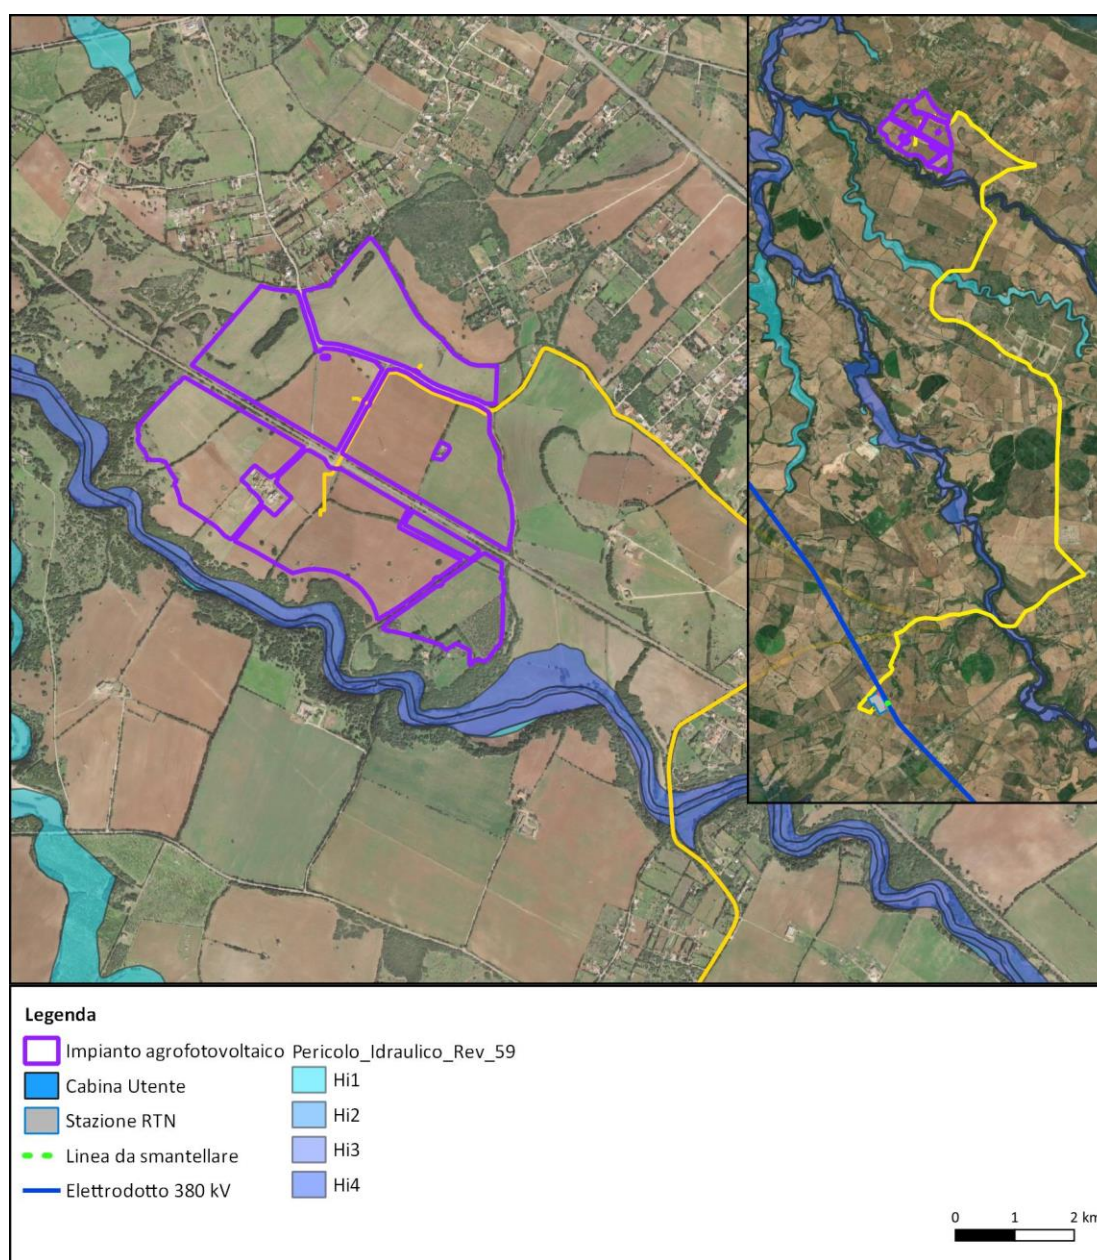 Legenda
Impianto agrofotovoltaico
Cabina Utente
Stazione RTN
Linea da smantellare
Elettrodotto 380 kV
Pericolo_Idraulico_Rev_59
Hi1
Hi2
Hi3
Hi4
0 1 2 km